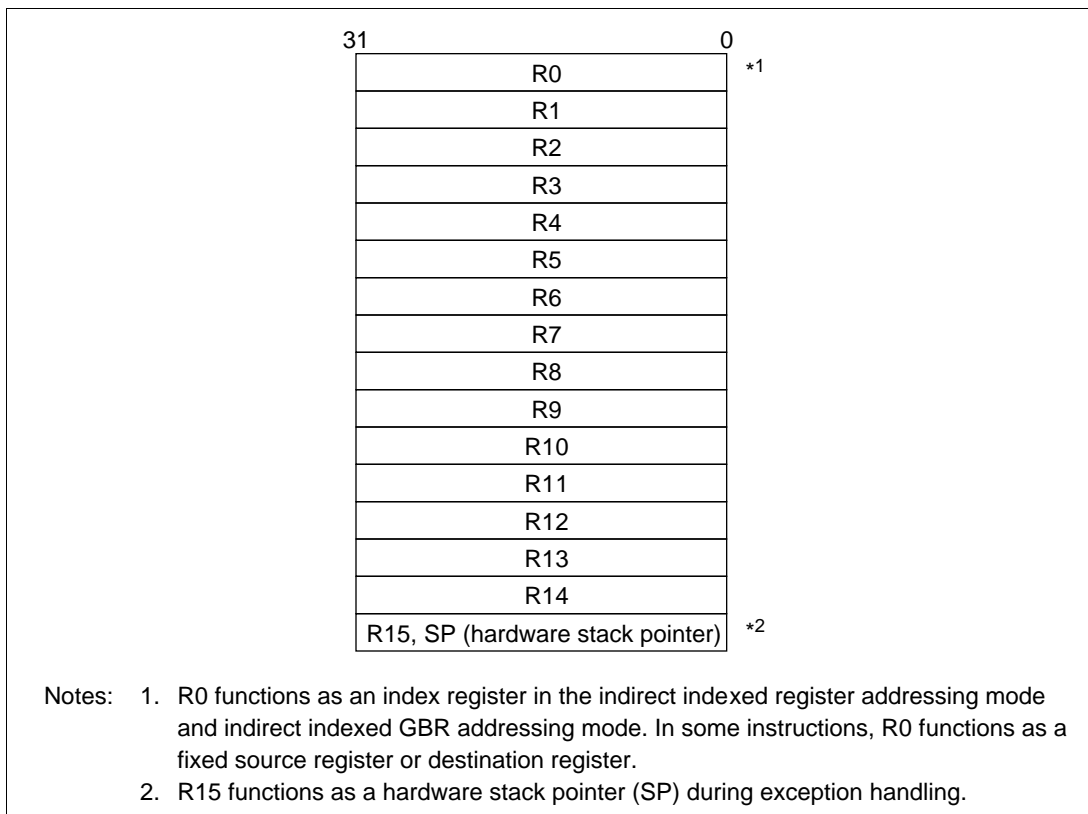 31 0
R0 *1
R1
R2
R3
R4
R5
R6
R7
R8
R9
R10
R11
R12
R13
R14
R15, SP (hardware stack pointer) *2
Notes: 1. R0 functions as an index register in the indirect indexed register addressing mode
and indirect indexed GBR addressing mode. In some instructions, R0 functions as a
fixed source register or destination register.
2. R15 functions as a hardware stack pointer (SP) during exception handling.